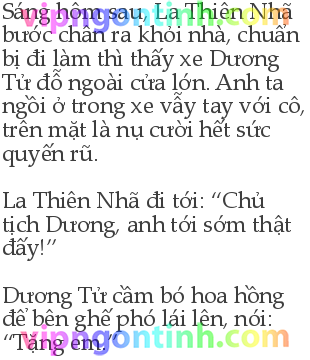 Sáng hôm sau, La Thiên Nhã
bước chân ra khỏi nhà, chuẩn
bị đi làm thì thấy xe Dương
Tử đỗ ngoài cửa lớn. Anh ta
ngồi ở trong xe vẫy tay với cô,
trên mặt là nụ cười hết sức
quyến rũ.
La Thiên Nhã đi tới: “Chủ
tịch Dương, anh tới sớm thật
đấy!”
Dương Tử cầm bó hoa hồng
để bên ghế phó lái lên, nói:
“Tặng em.”
vipngontinh.com
vipngontinh.com